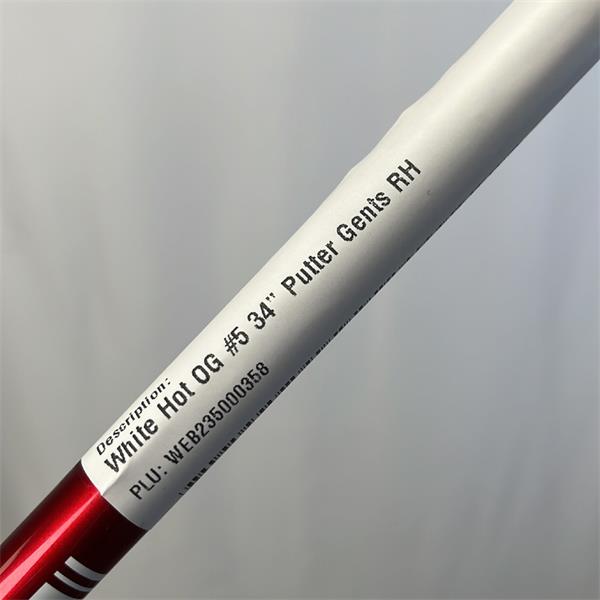 Description:
White Hot OG #5 34" Putter Gents RH
PLU: WEB235000358